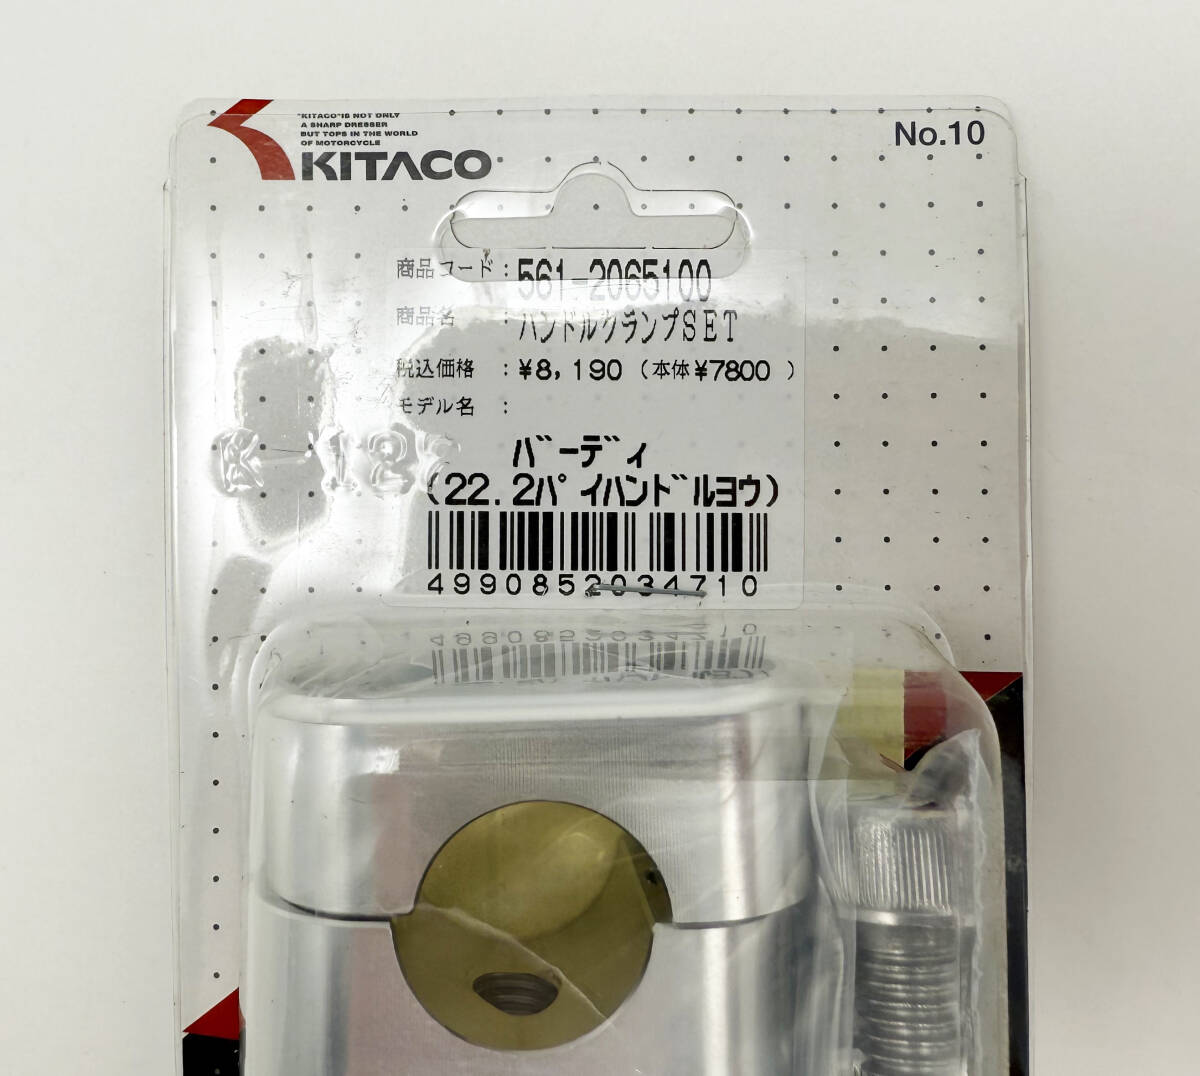 "KITACO" IS NOT ONLY
A SHARP DRESSER
BUT TOPS IN THE WORLD
OF MOTORCYCLE
KITACO
No.10
商品コード : 561-2065100
商品名 : ハンドルクランプSET
税込価格 : ¥8,190 (本体¥7800 )
モデル名 :
バーディ
(22.2パイハンドルヨウ)
4990852034710